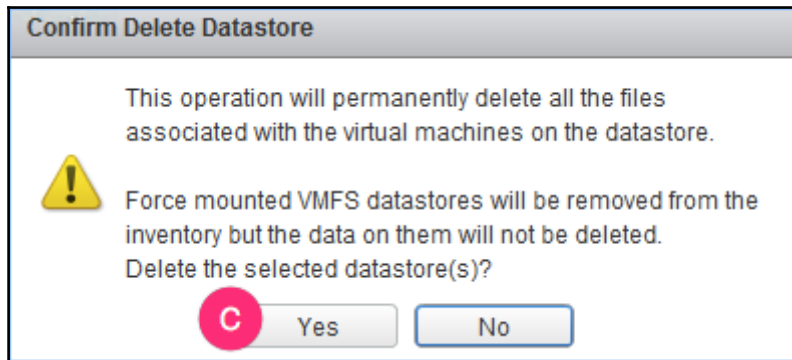 Confirm Delete Datastore
This operation will permanently delete all the files
associated with the virtual machines on the datastore.
Force mounted VMFS datastores will be removed from the
inventory but the data on them will not be deleted.
Delete the selected datastore(s)?
C Yes No